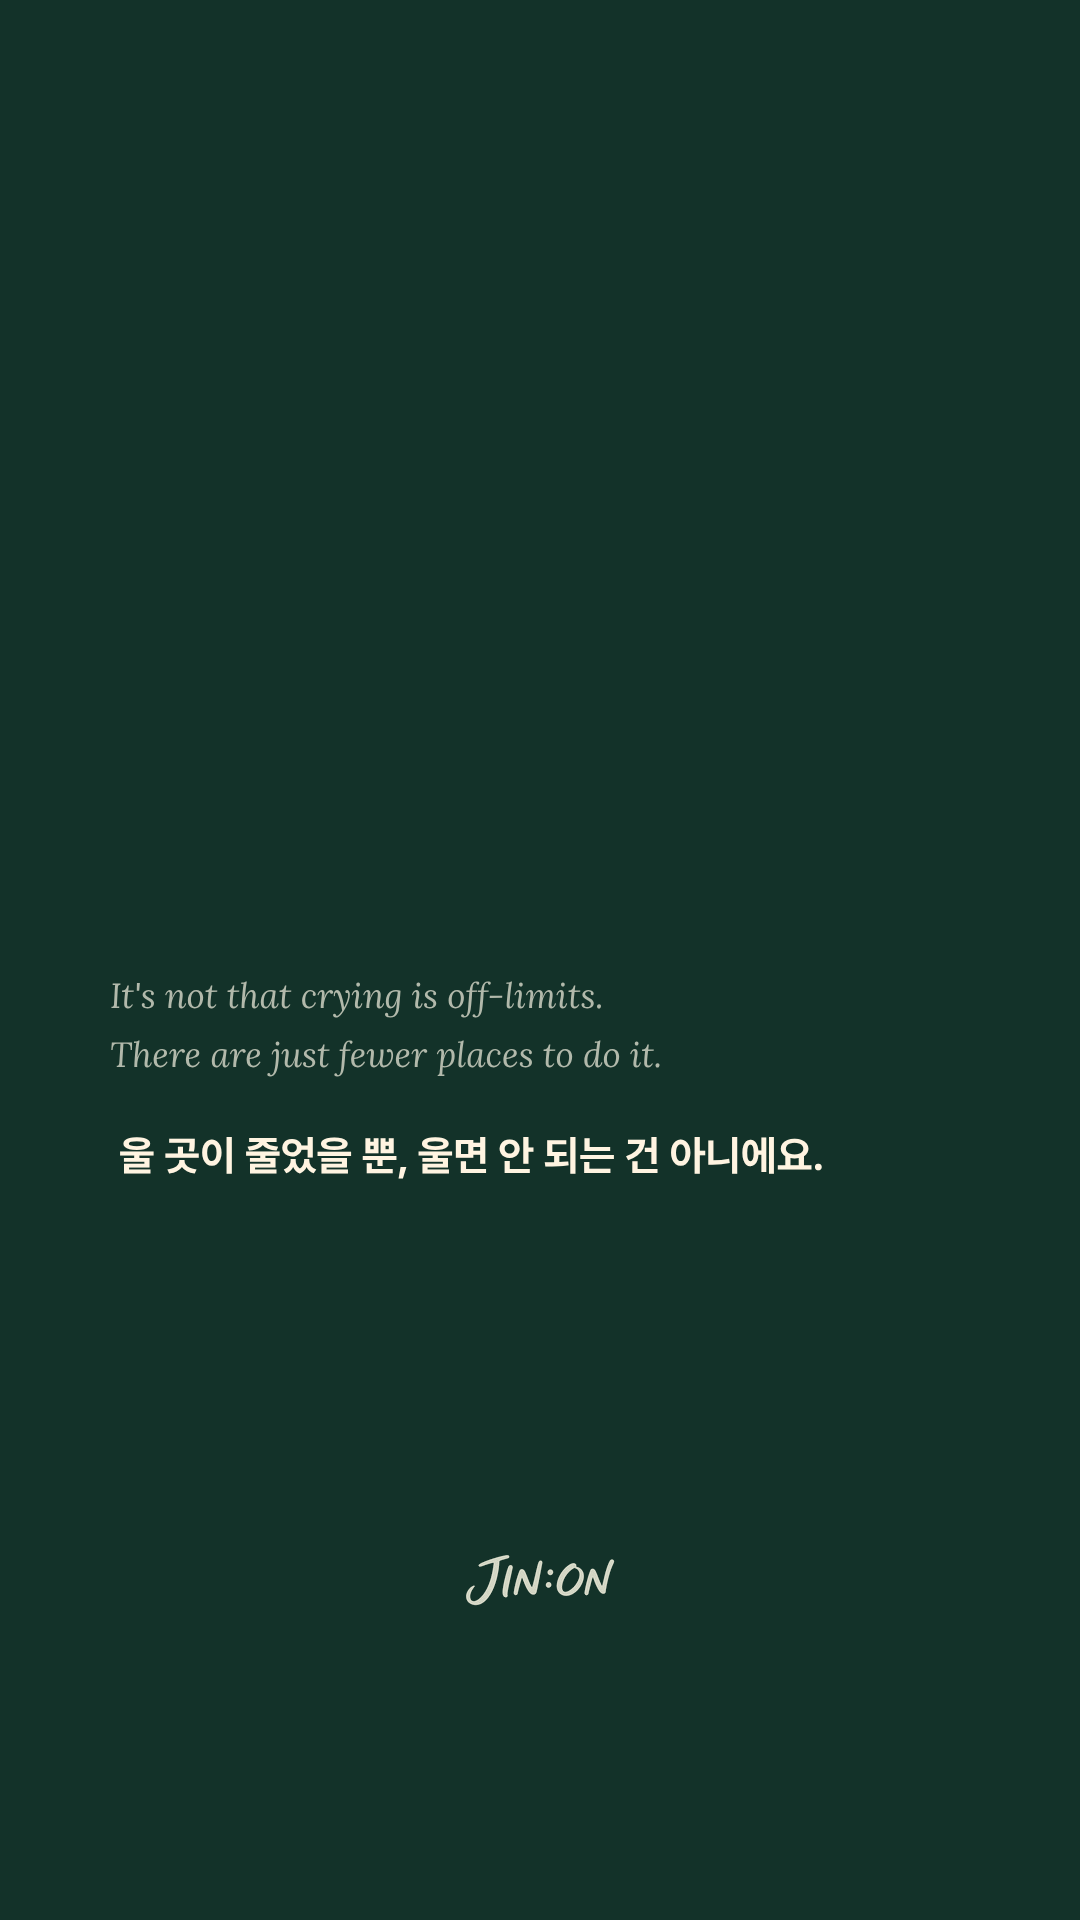 It's not that crying is off-limits.
There are just fewer places to do it.
울 곳이 줄었을 뿐, 울면 안 되는 건 아니에요.
JIN:ON